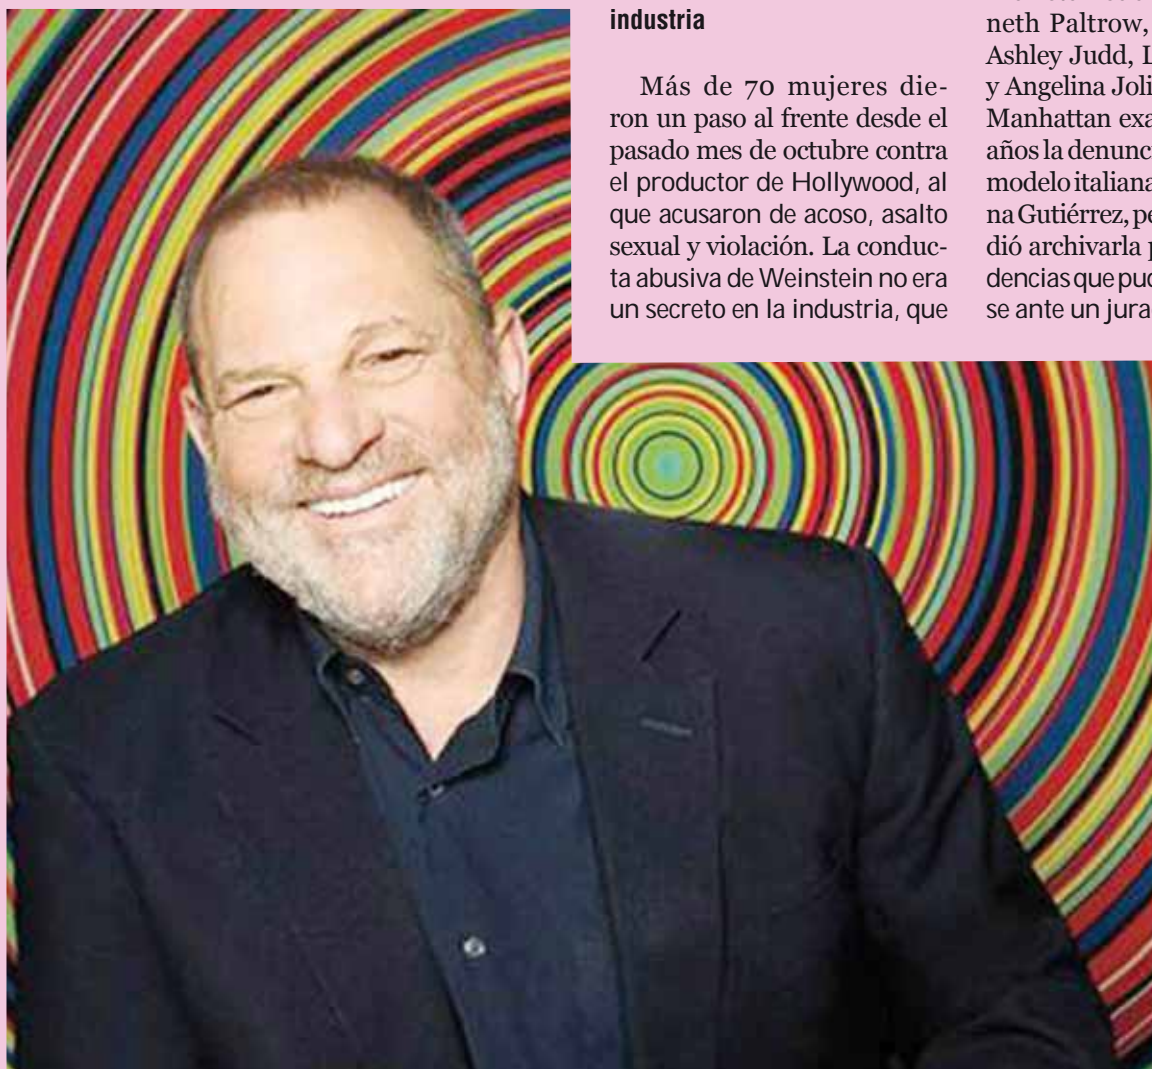 industria
Más de 70 mujeres die-
ron un paso al frente desde el
pasado mes de octubre contra
el productor de Hollywood, al
que acusaron de acoso, asalto
sexual y violación. La conduc-
ta abusiva de Weinstein no era
un secreto en la industria, que
neth Paltrow,
Ashley Judd, L
y Angelina Joli
Manhattan exa
años la denunc
modelo italiana
na Gutiérrez, pe
dió archivarla p
dencias que pud
se ante un jura